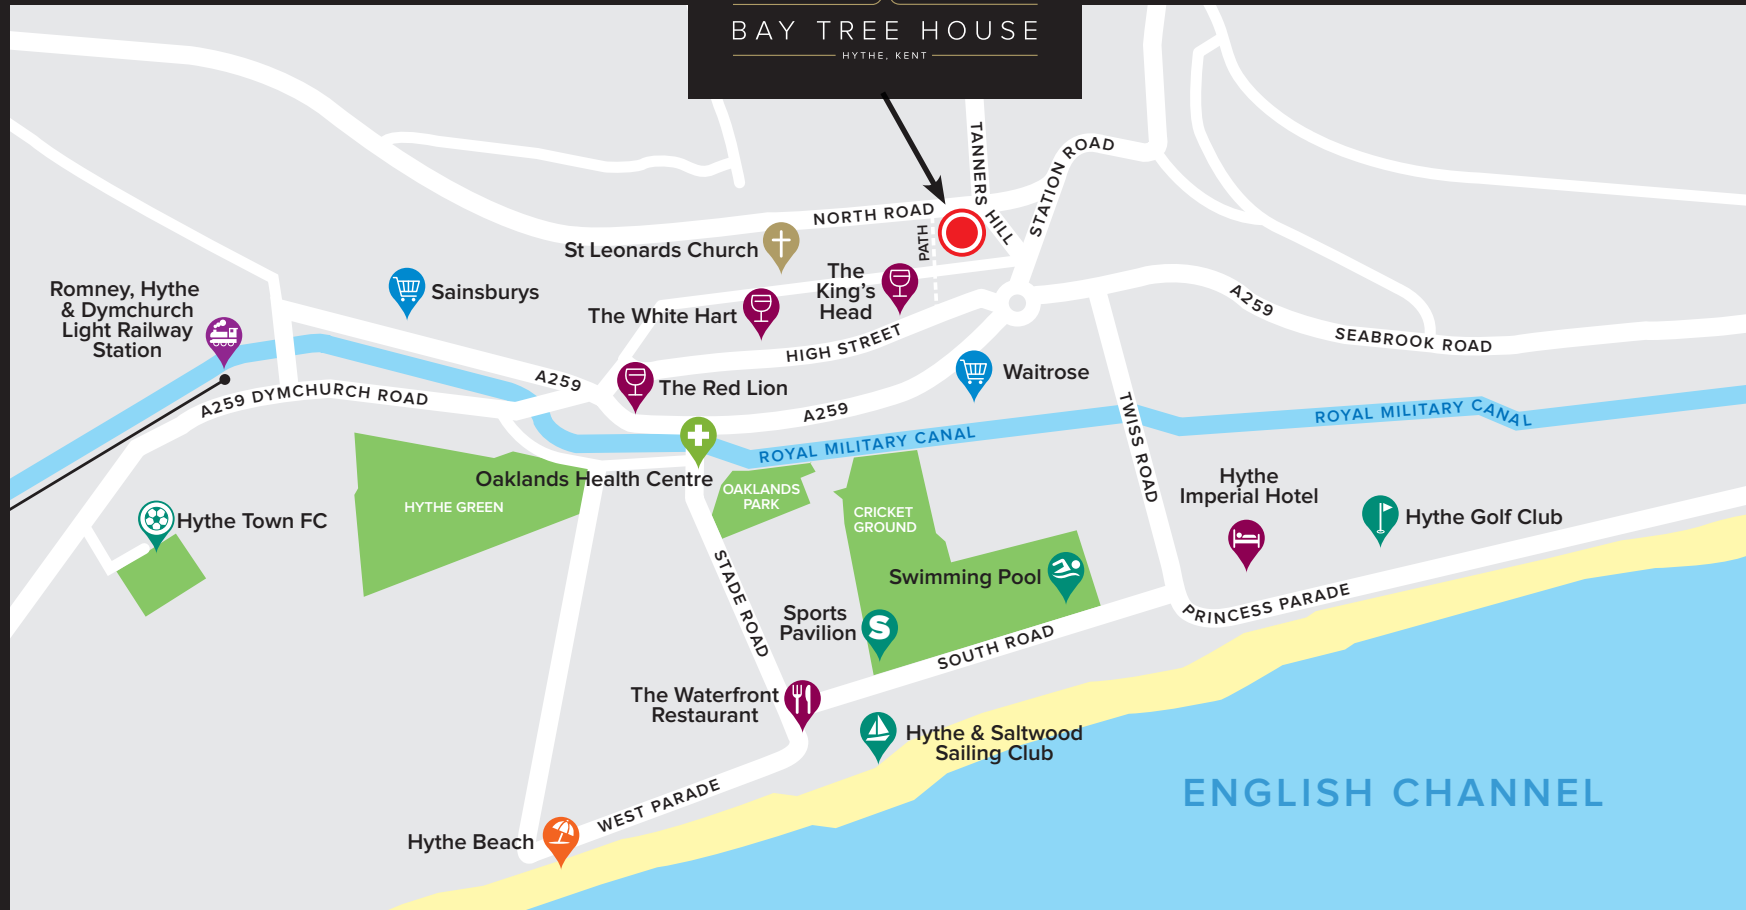 BAY TREE HOUSE
HYTHE, KENT
TANNERS HILL
STATION ROAD
NORTH ROAD
PATH
St Leonards Church
The
King's
Head
Romney, Hythe
& Dymchurch
Light Railway
Station
Sainsburys
The White Hart
HIGH STREET
A259
SEABROOK ROAD
A259
The Red Lion
Waitrose
A259 DYMCHURCH ROAD
A259
TWISS ROAD
ROYAL MILITARY CANAL
ROYAL MILITARY CANAL
Oaklands Health Centre
OAKLANDS
PARK
HYTHE GREEN
CRICKET
GROUND
Hythe
Imperial Hotel
Hythe Golf Club
Hythe Town FC
STADE ROAD
Swimming Pool
Sports
Pavilion
S
PRINCESS PARADE
SOUTH ROAD
The Waterfront
Restaurant
Hythe & Saltwood
Sailing Club
WEST PARADE
ENGLISH CHANNEL
Hythe Beach